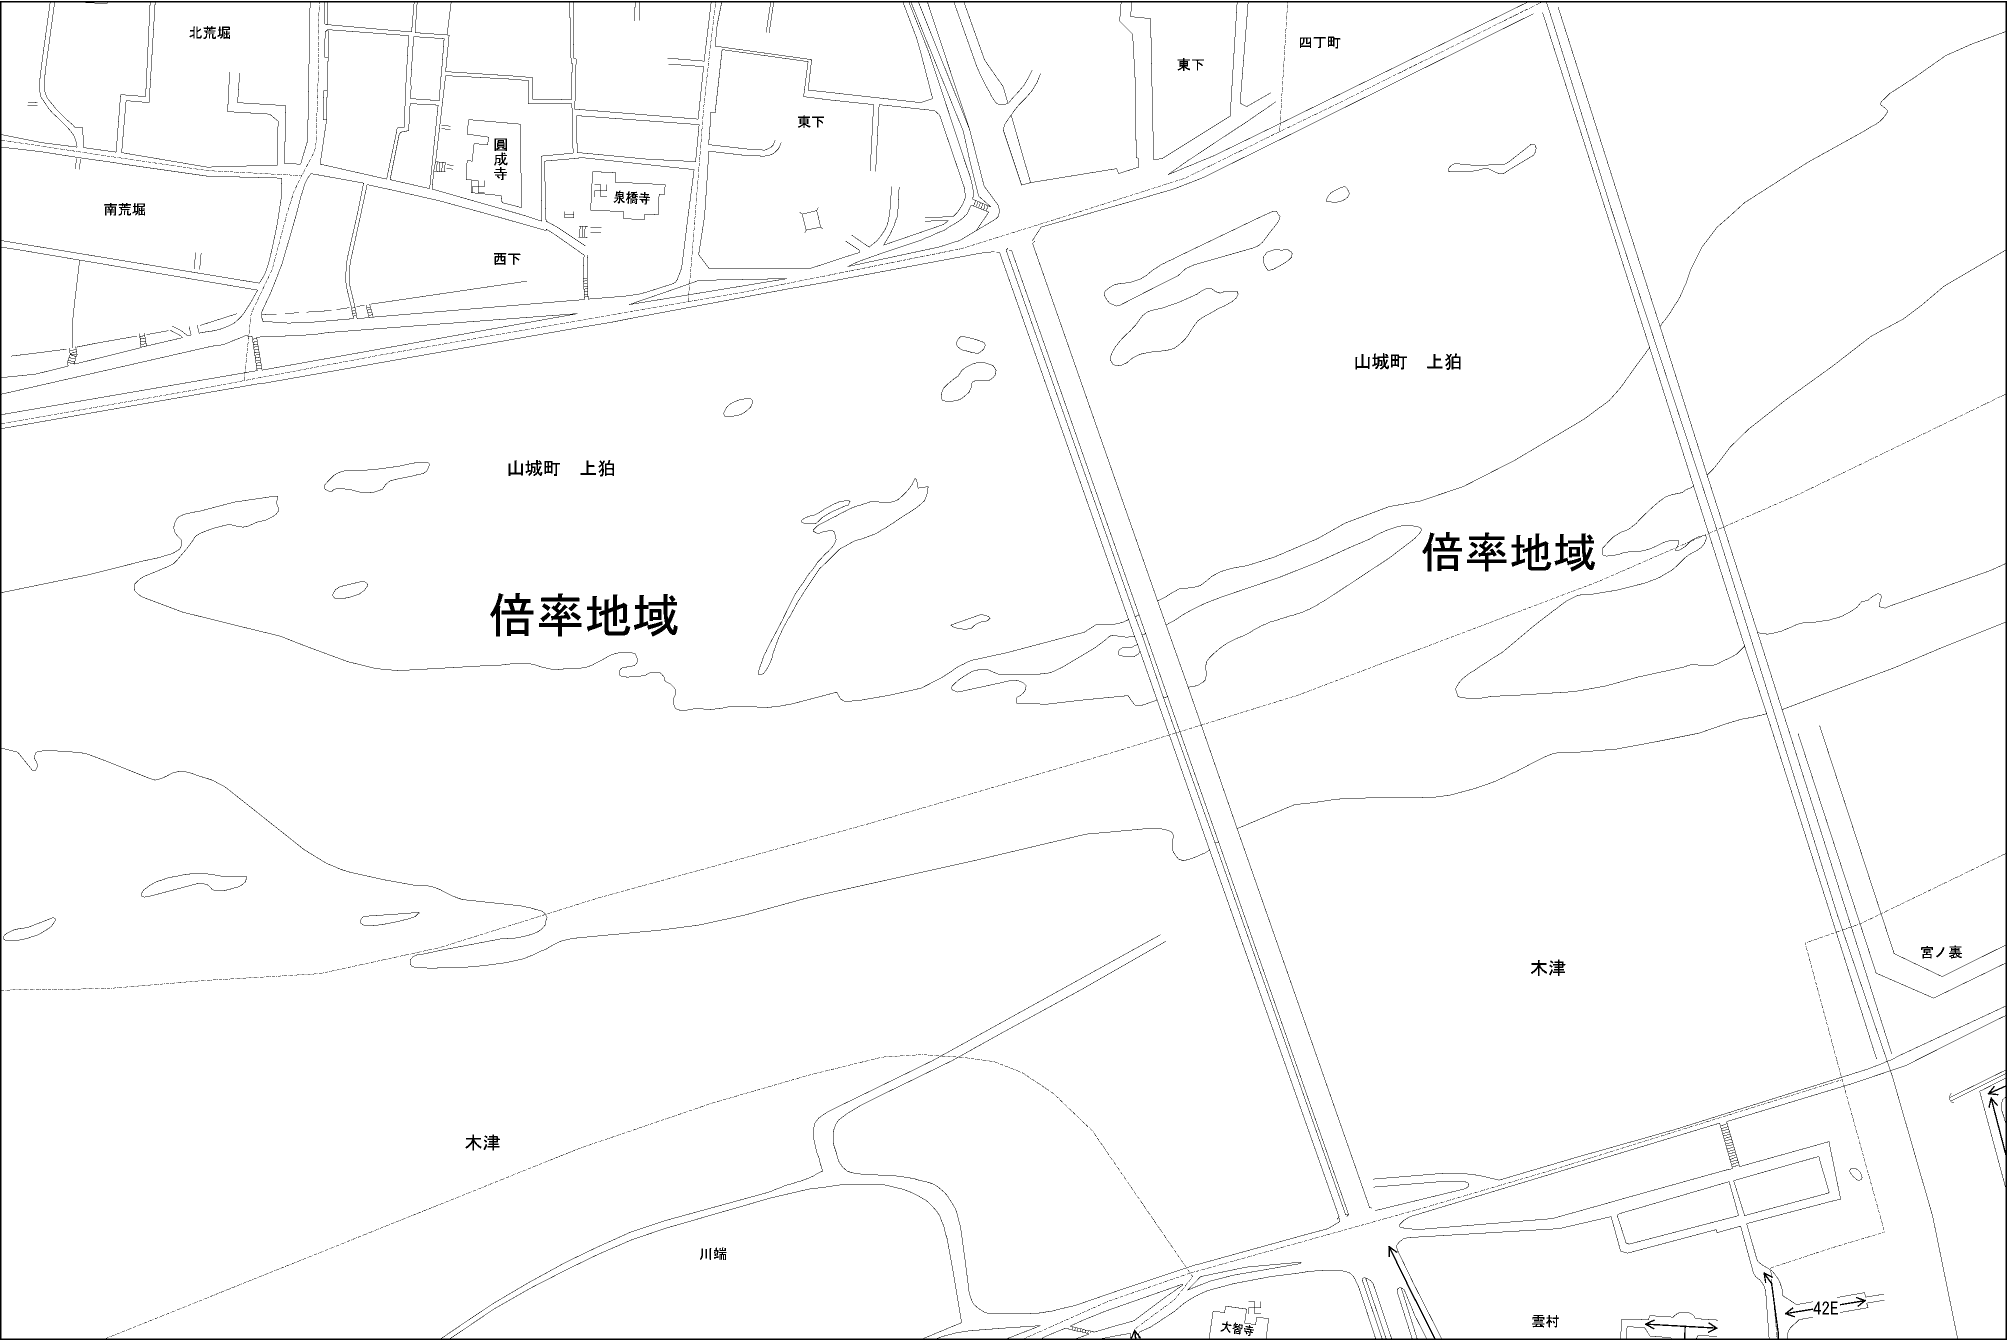 北荒堀
四丁町
東下
東下
圓成寺
泉橋寺
南荒堀
西下
山城町　上狛
山城町　上狛
倍率地域
倍率地域
宮ノ裏
木津
木津
川端
42E
雲村
大智寺